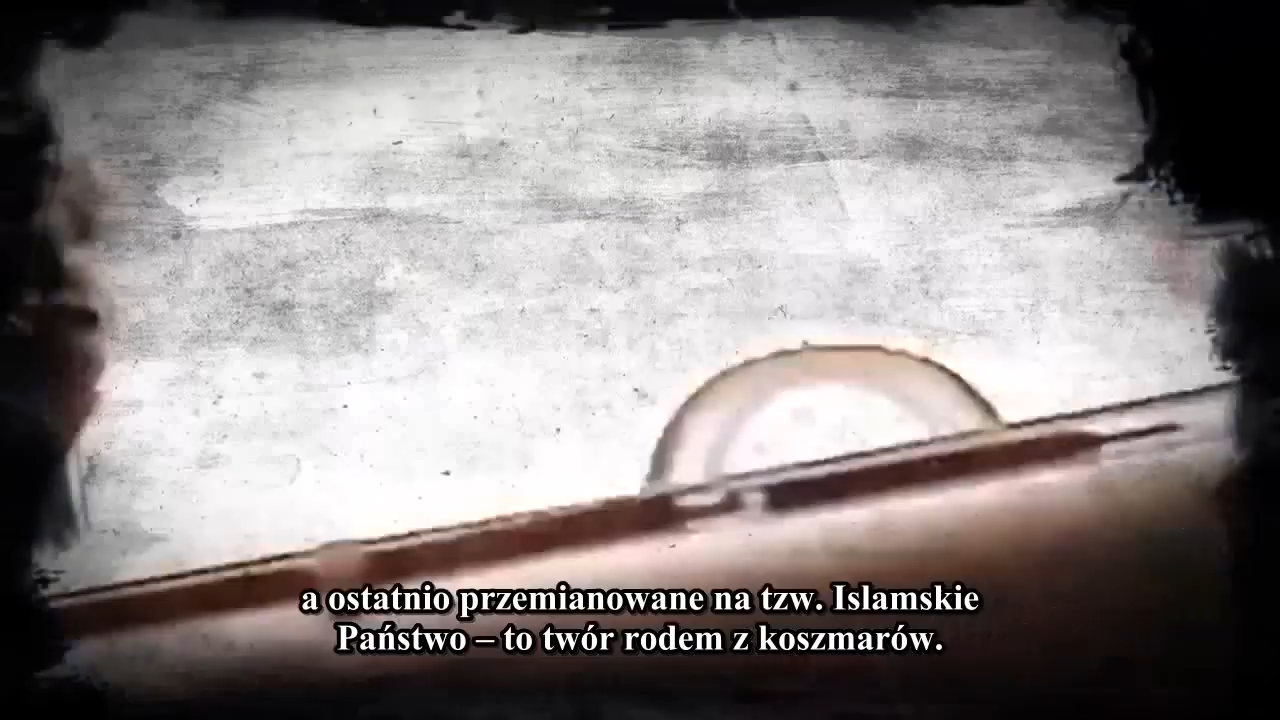 a ostatnio przemianowane na tzw. Islamskie
Państwo – to twór rodem z koszmarów.